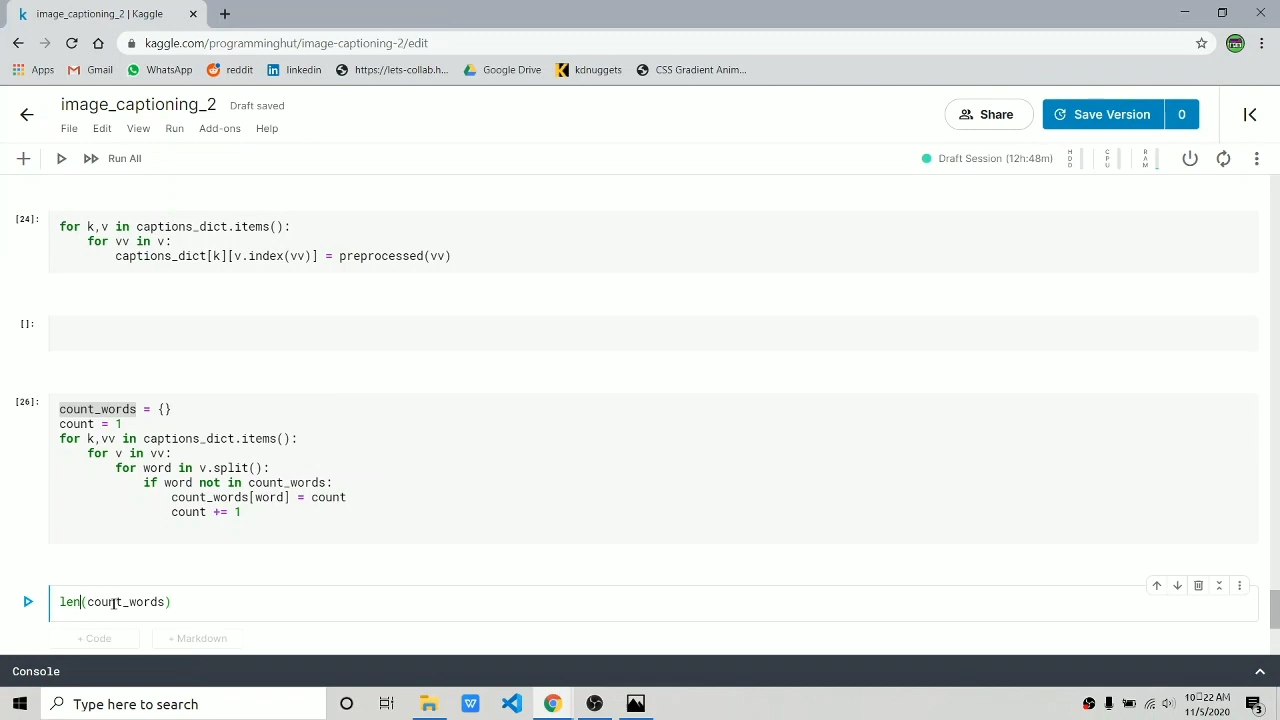 image_captioning_2 | Kaggle
kaggle.com/programminghut/image-captioning-2/edit
Apps Gmail WhatsApp reddit linkedin https://lets-collab.h... Google Drive kdnuggets CSS Gradient Anim...
image_captioning_2 Draft saved
File Edit View Run Add-ons Help
Share Save Version 0
Run All
Draft Session (12h:48m) HDD CPU RAM
[24]:
for k,v in captions_dict.items():
    for vv in v:
        captions_dict[k][v.index(vv)] = preprocessed(vv)
[]:
[26]:
count_words = {}
count = 1
for k,vv in captions_dict.items():
    for v in vv:
        for word in v.split():
            if word not in count_words:
                count_words[word] = count
                count += 1
len(count_words)
+ Code + Markdown
Console
Type here to search
10:22 AM
11/5/2020
3